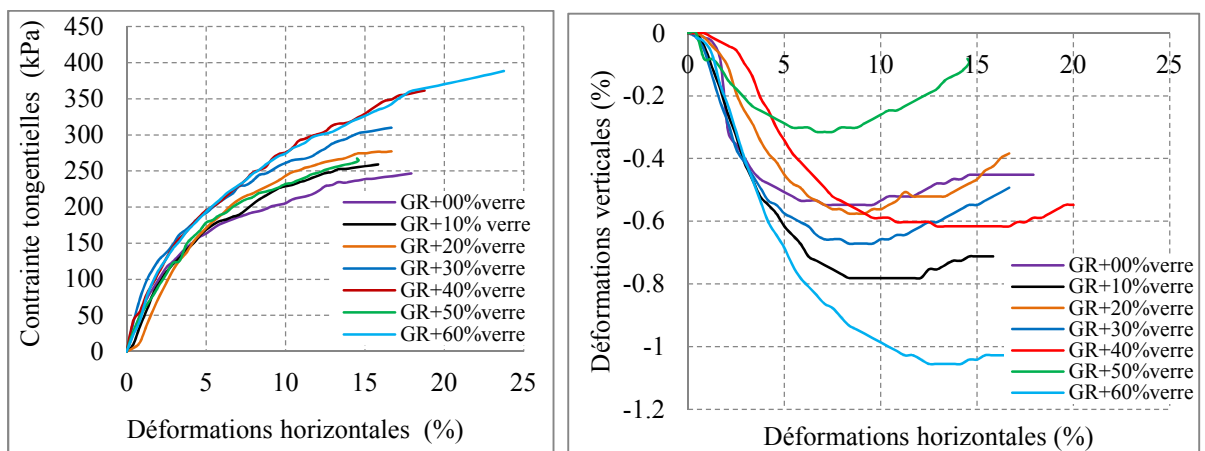 450
400
350
300
250
200
150
100
50
0
0 5 10 15 20 25
Contrainte tongentielles (kPa)
Déformations horizontales (%)
GR+00%verre
GR+10% verre
GR+20%verre
GR+30%verre
GR+40%verre
GR+50%verre
GR+60%verre
0
-0.2
-0.4
-0.6
-0.8
-1
-1.2
0 5 10 15 20 25
Déformations verticales (%)
Déformations horizontales (%)
GR+00%verre
GR+10%verre
GR+20%verre
GR+30%verre
GR+40%verre
GR+50%verre
GR+60%verre